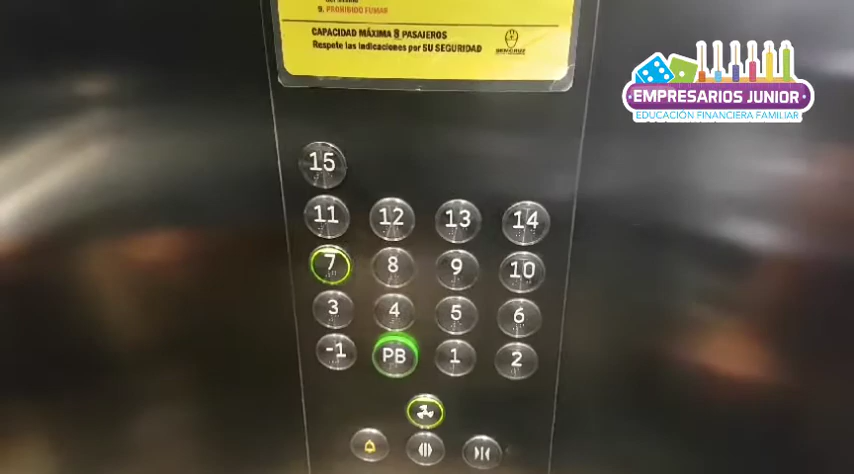 9. PROHIBIDO FUMAR
CAPACIDAD MÁXIMA 8 PASAJEROS
Respete las indicaciones por SU SEGURIDAD
EMPRESARIOS JUNIOR
EDUCACIÓN FINANCIERA FAMILIAR
15
11 12 13 14
7 8 9 10
3 4 5 6
-1 PB 1 2